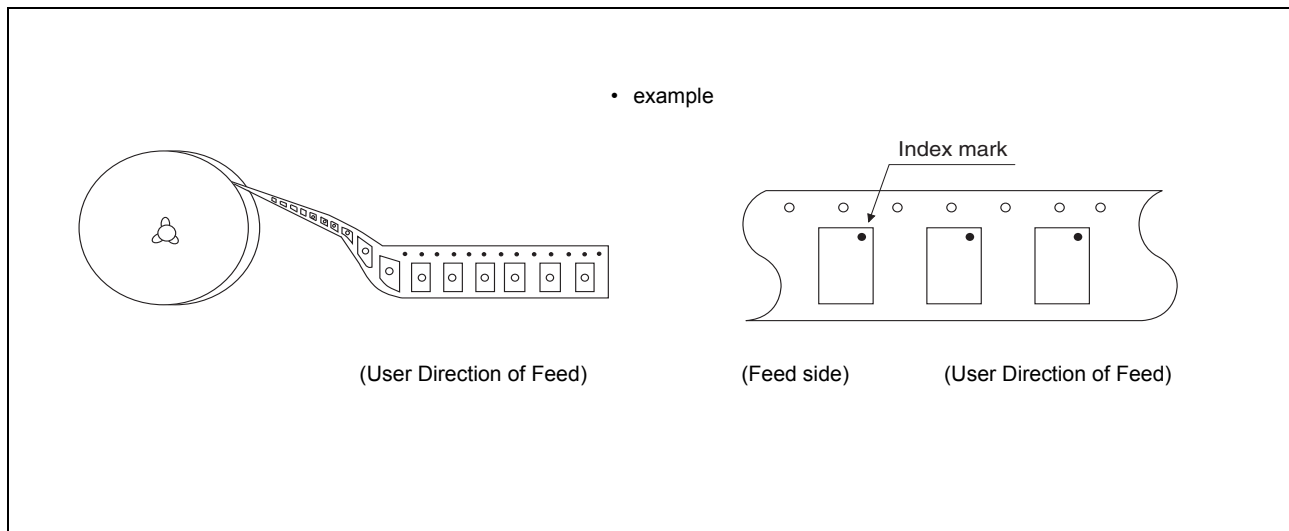 • example
Index mark
(User Direction of Feed)
(Feed side)
(User Direction of Feed)